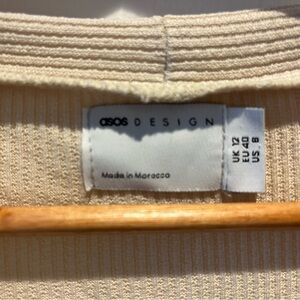 asos DESIGN
Made in Morocco
UK 12
EU 40
US 8